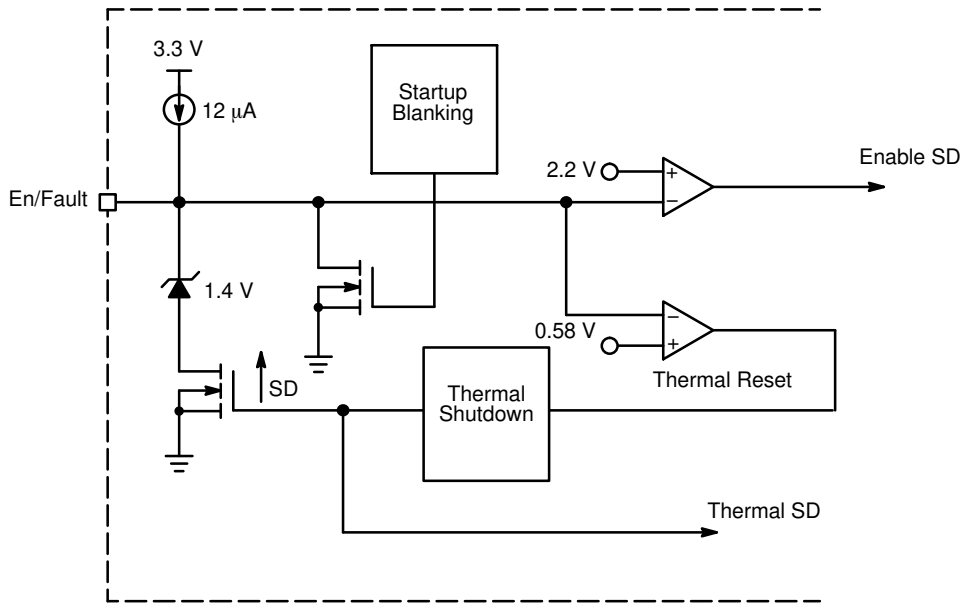 3.3 V
12 μA
Startup
Blanking
Enable SD
2.2 V
+
−
En/Fault
1.4 V
−
+
0.58 V
Thermal Reset
SD
Thermal
Shutdown
Thermal SD